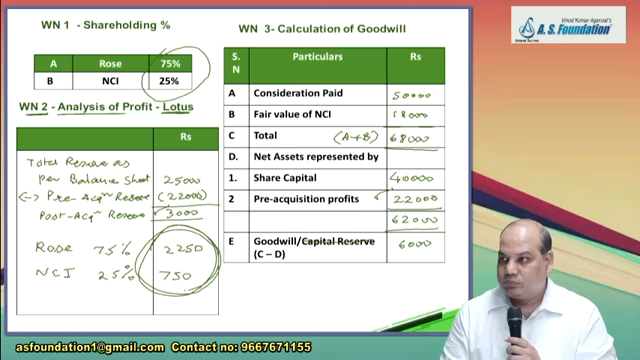 WN 1 - Shareholding %
A Rose 75%
B NCI 25%
WN 2 - Analysis of Profit - Lotus
Rs
Total Reserve as
per Balance Sheet 25000
(-) Pre-Acqn Reserve (22000)
Post-Acqn Reserve 3000
Rose 75% 2250
NCI 25% 750
WN 3- Calculation of Goodwill
S. N Particulars Rs
A Consideration Paid 50000
B Fair value of NCI 18000
C Total (A+B) 68000
D. Net Assets represented by
1. Share Capital 40000
2 Pre-acquisition profits 22000
62000
E Goodwill/Capital Reserve 6000
(C – D)
Vinod Kumar Agarwal's
A. S. Foundation
asfoundation1@gmail.com Contact no: 9667671155